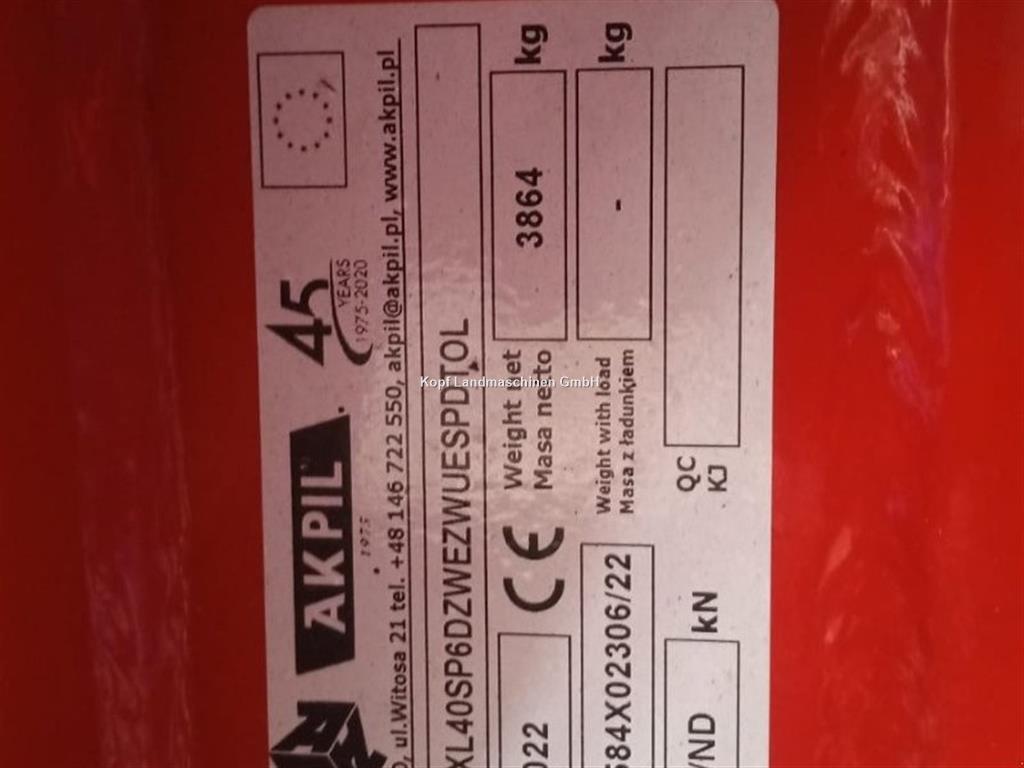 AKPIL 45
YEARS
1975 1975-2020
ul.Witosa 21 tel. +48 146 722 550, akpil@akpil.pl, www.akpil.pl
XL40SP6DZWEZWUESPDTOL
022 CE Weight net 3864 kg
Masa netto
584X02306/22 Weight with load - kg
Masa z ładunkiem
VND kN QC
KJ
Kopf Landmaschinen GmbH